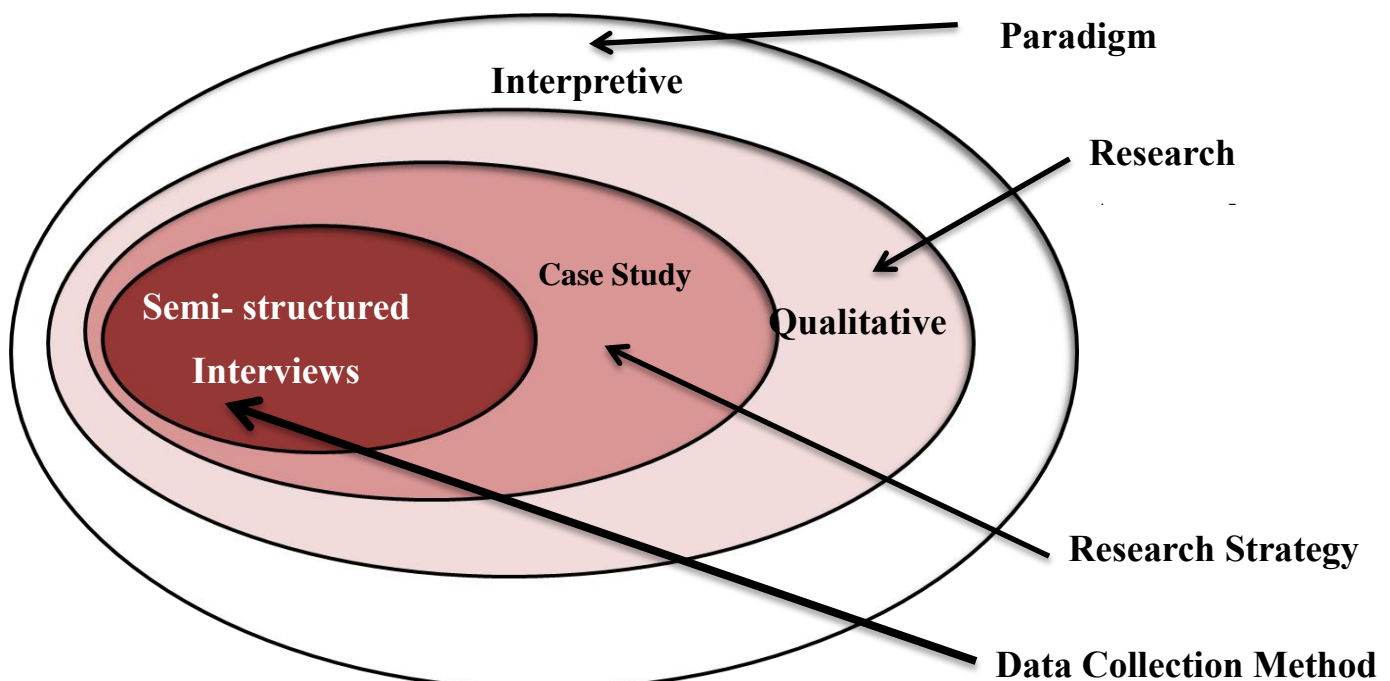 Paradigm
Interpretive
Research
Case Study
Semi- structured
Interviews
Qualitative
Research Strategy
Data Collection Method